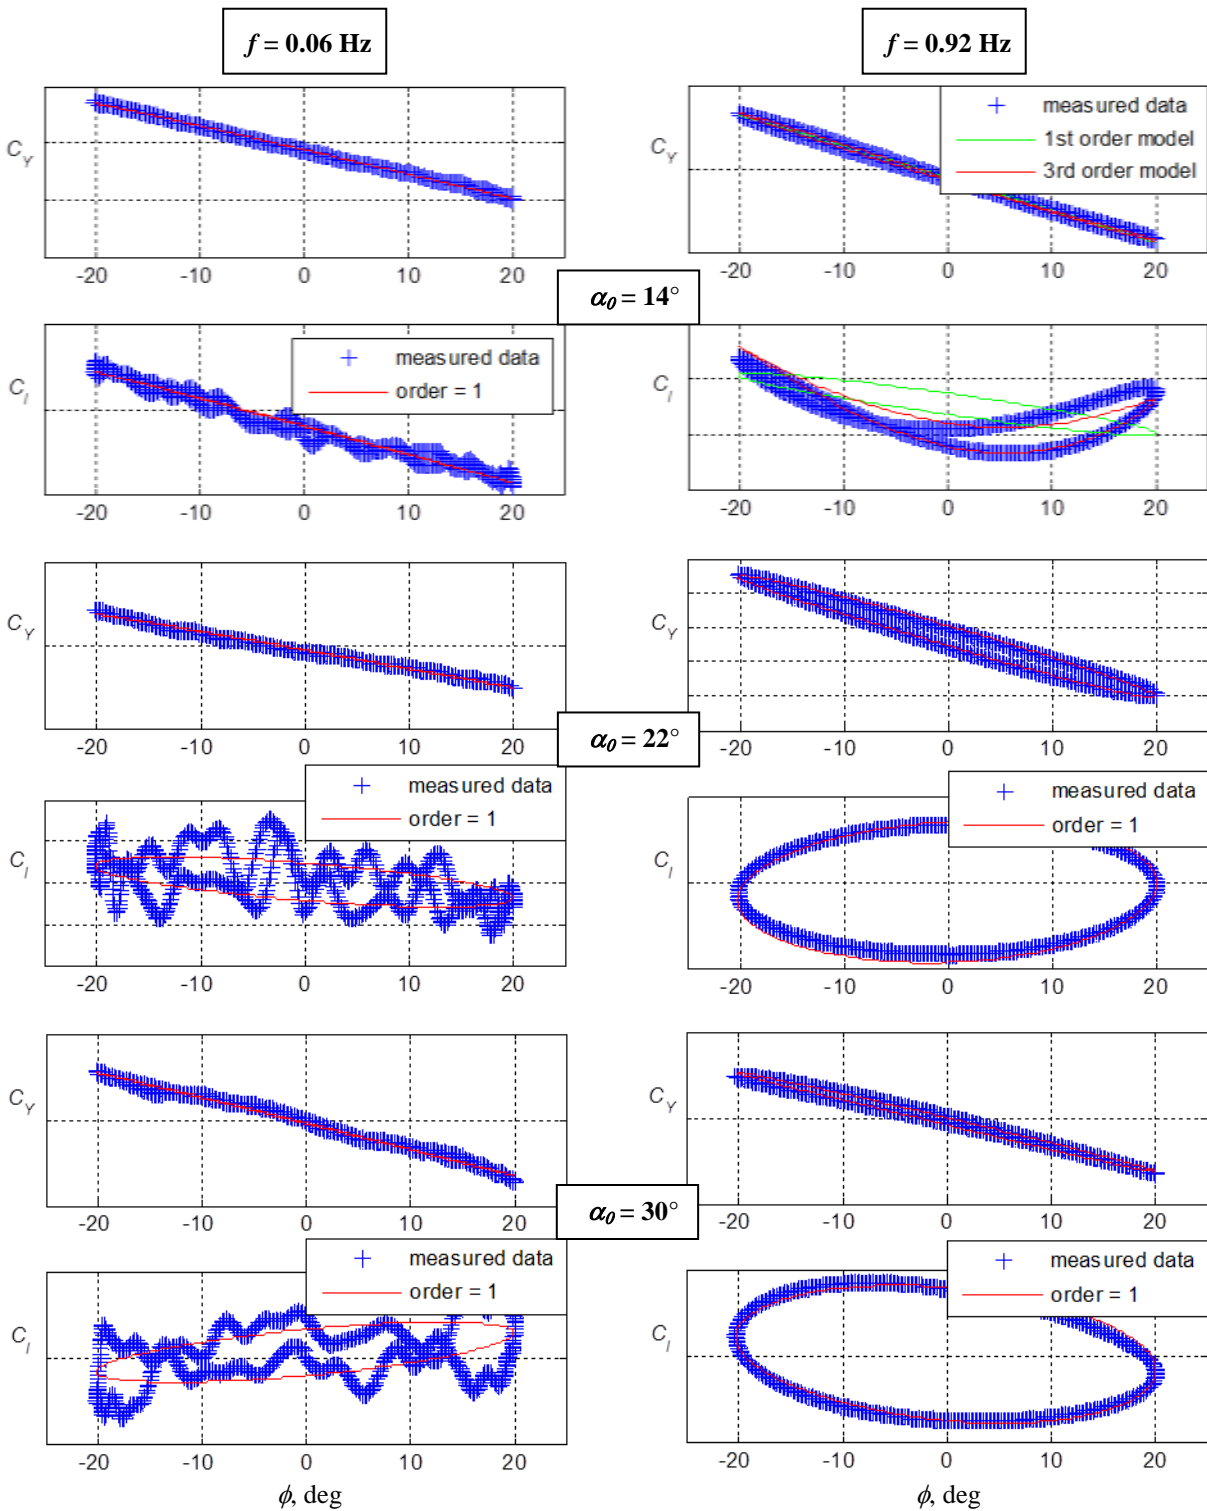 f = 0.06 Hz
f = 0.92 Hz
C_Y
-20 -10 0 10 20
C_Y
measured data
1st order model
3rd order model
-20 -10 0 10 20
α_0 = 14°
C_l
measured data
order = 1
-20 -10 0 10 20
C_l
-20 -10 0 10 20
C_Y
-20 -10 0 10 20
C_Y
-20 -10 0 10 20
α_0 = 22°
C_l
measured data
order = 1
-20 -10 0 10 20
C_l
measured data
order = 1
-20 -10 0 10 20
C_Y
-20 -10 0 10 20
C_Y
-20 -10 0 10 20
α_0 = 30°
C_l
measured data
order = 1
-20 -10 0 10 20
ϕ, deg
C_l
measured data
order = 1
-20 -10 0 10 20
ϕ, deg